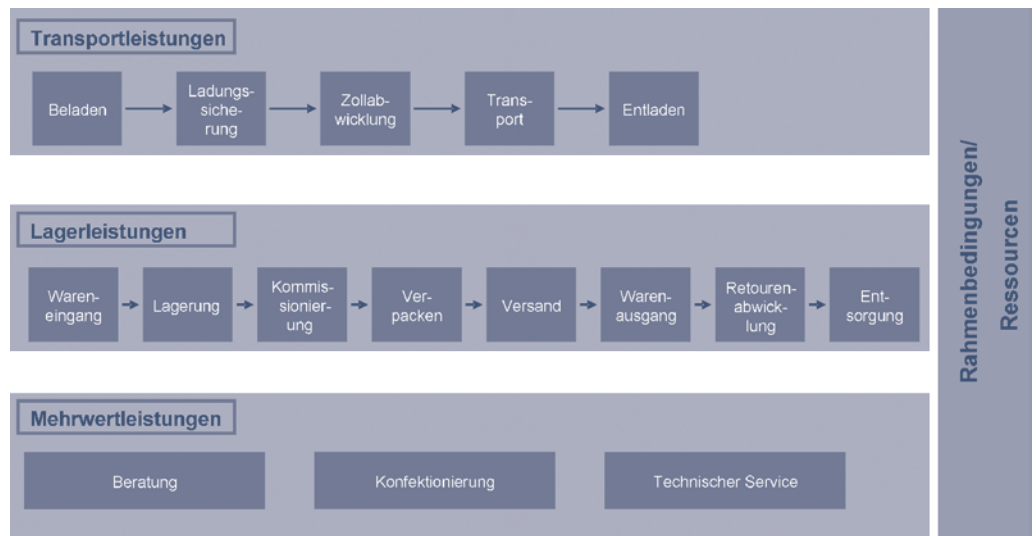 Transportleistungen
Beladen
Ladungs-
siche-
rung
Zollab-
wicklung
Trans-
port
Entladen
Lagerleistungen
Waren-
eingang
Lagerung
Kommis-
sionier-
ung
Ver-
packen
Versand
Waren-
ausgang
Retouren-
abwick-
lung
Ent-
sorgung
Mehrwertleistungen
Beratung
Konfektionierung
Technischer Service
Rahmenbedingungen/
Ressourcen